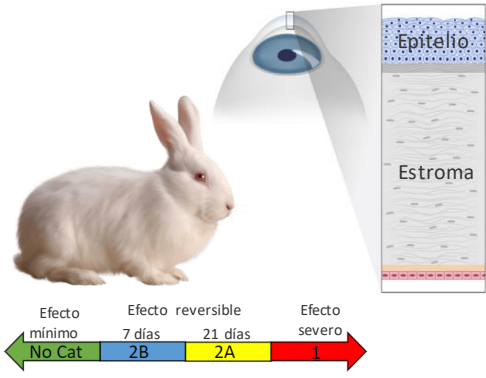 Epitelio
Estroma
Efecto mínimo
Efecto reversible
Efecto severo
7 días
21 días
No Cat
2B
2A
1